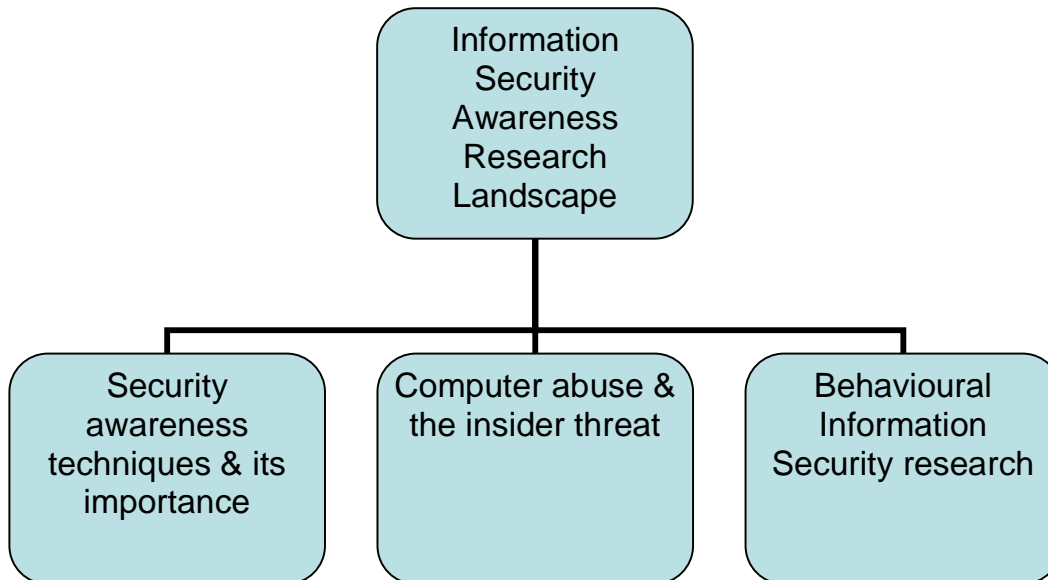 Information
Security
Awareness
Research
Landscape
Security
awareness
techniques & its
importance
Computer abuse &
the insider threat
Behavioural
Information
Security research